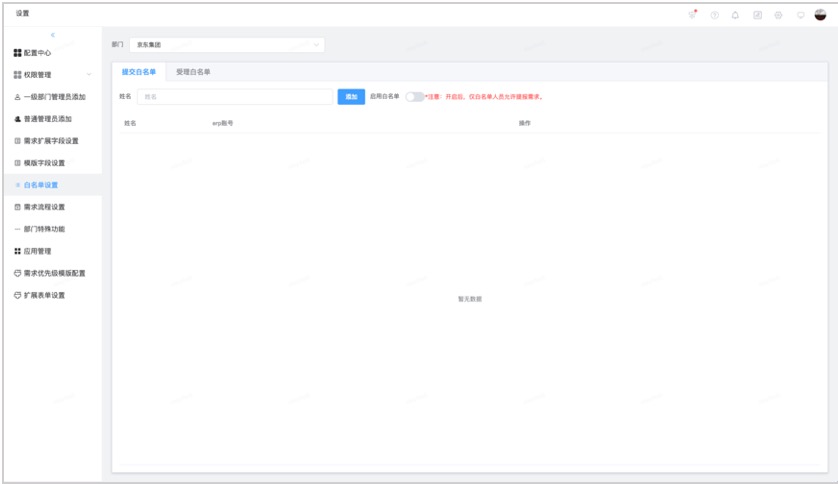 设置
<
配置中心
权限管理
一级部门管理员添加
普通管理员添加
需求扩展字段设置
模版字段设置
白名单设置
需求流程设置
部门特殊功能
应用管理
需求优先级模版配置
扩展表单设置
部门 京东集团
提交白名单 受理白名单
姓名 姓名 添加 启用白名单 *注意：开启后，仅白名单人员允许提报需求。
姓名 erp账号 操作
暂无数据